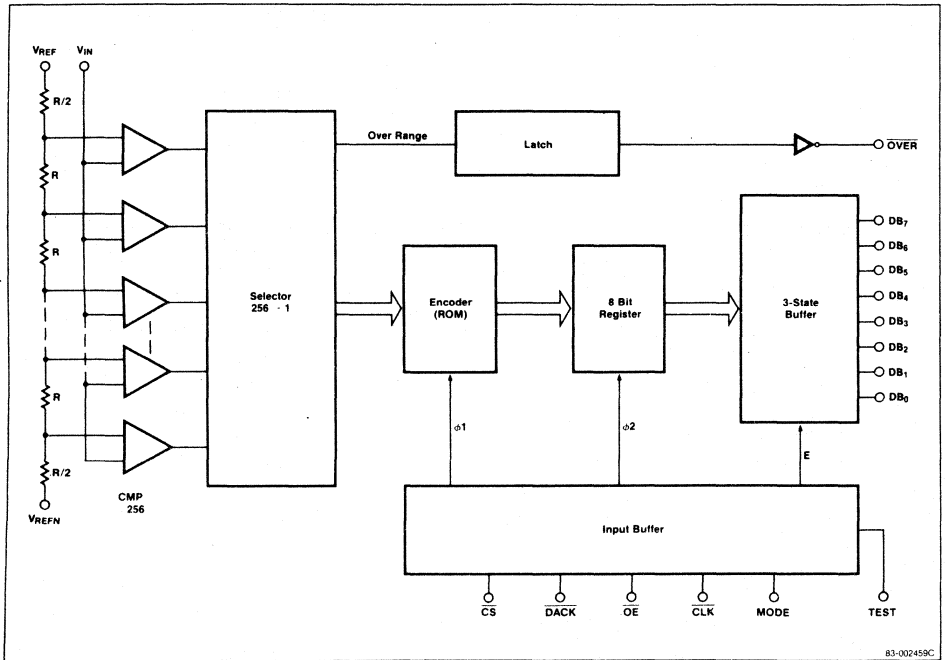 VREF
VIN
R/2
R
R
R
R/2
VREFN
CMP
256
Selector
256 - 1
Over Range
Latch
OVER
Encoder
(ROM)
8 Bit
Register
3-State
Buffer
DB7
DB6
DB5
DB4
DB3
DB2
DB1
DB0
ϕ1
ϕ2
E
Input Buffer
CS
DACK
OE
CLK
MODE
TEST
83-002459C